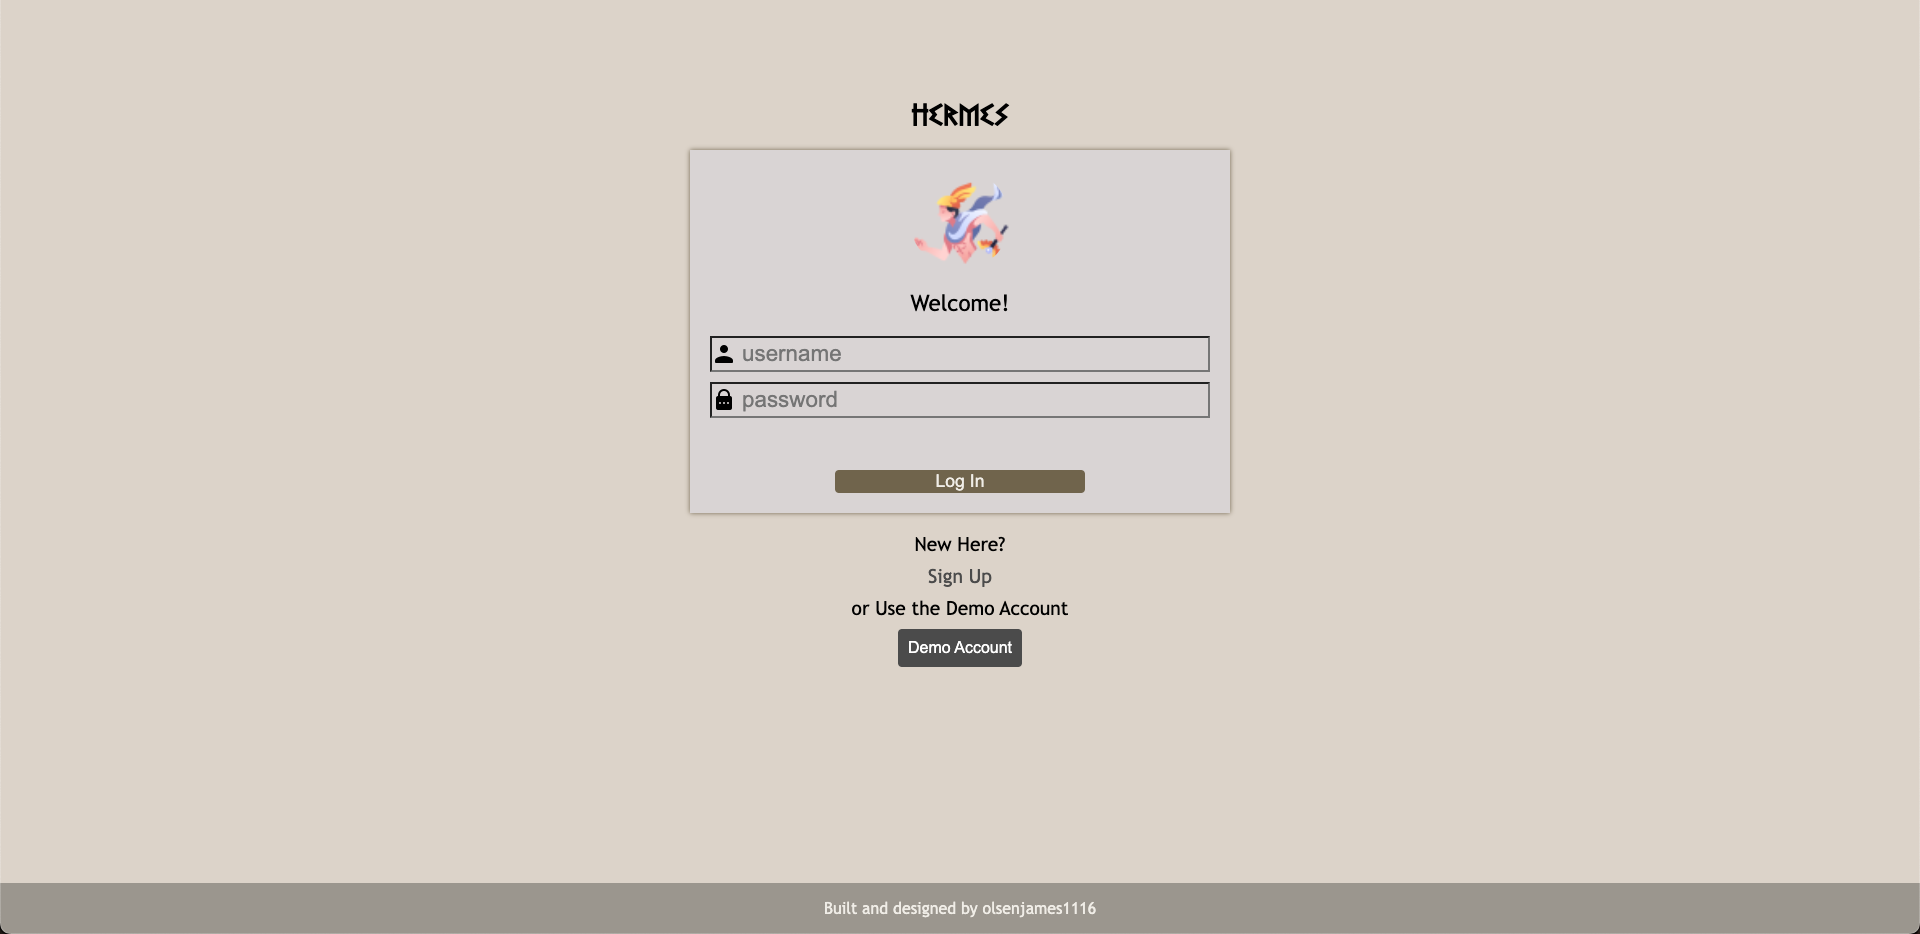 HERMES
Welcome!
username
password
Log In
New Here?
Sign Up
or Use the Demo Account
Demo Account
Built and designed by olsenjames1116